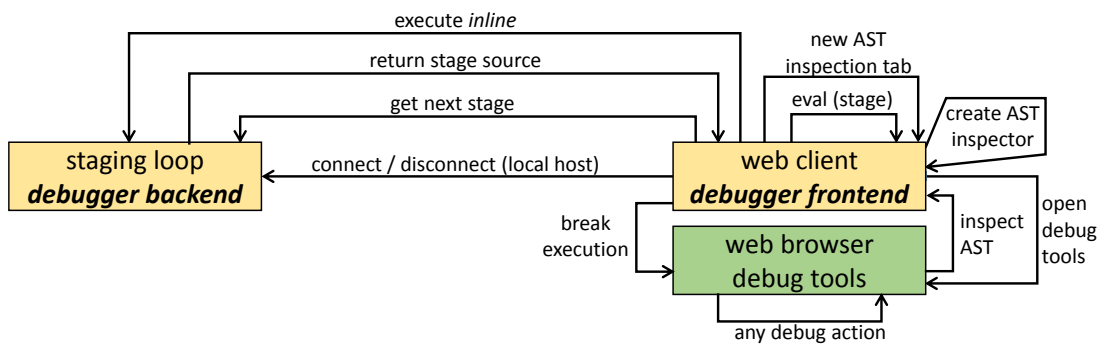 execute inline
return stage source
get next stage
new AST
inspection tab
eval (stage)
create AST
inspector
staging loop
debugger backend
connect / disconnect (local host)
web client
debugger frontend
break
execution
web browser
debug tools
inspect
AST
open
debug
tools
any debug action